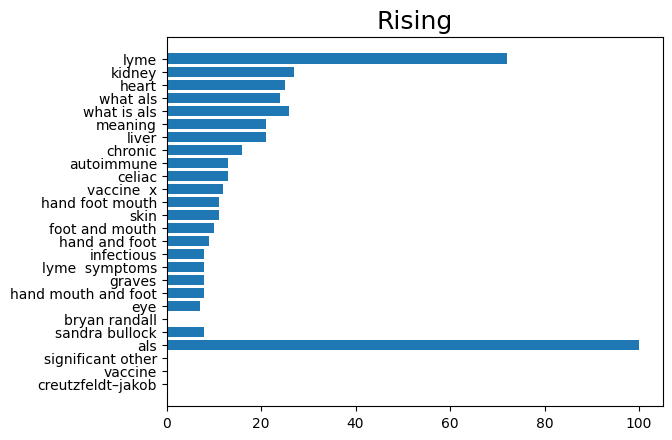 Rising
lyme
kidney
heart
what als
what is als
meaning
liver
chronic
autoimmune
celiac
vaccine  x
hand foot mouth
skin
foot and mouth
hand and foot
infectious
lyme  symptoms
graves
hand mouth and foot
eye
bryan randall
sandra bullock
als
significant other
vaccine
creutzfeldt–jakob
0 20 40 60 80 100